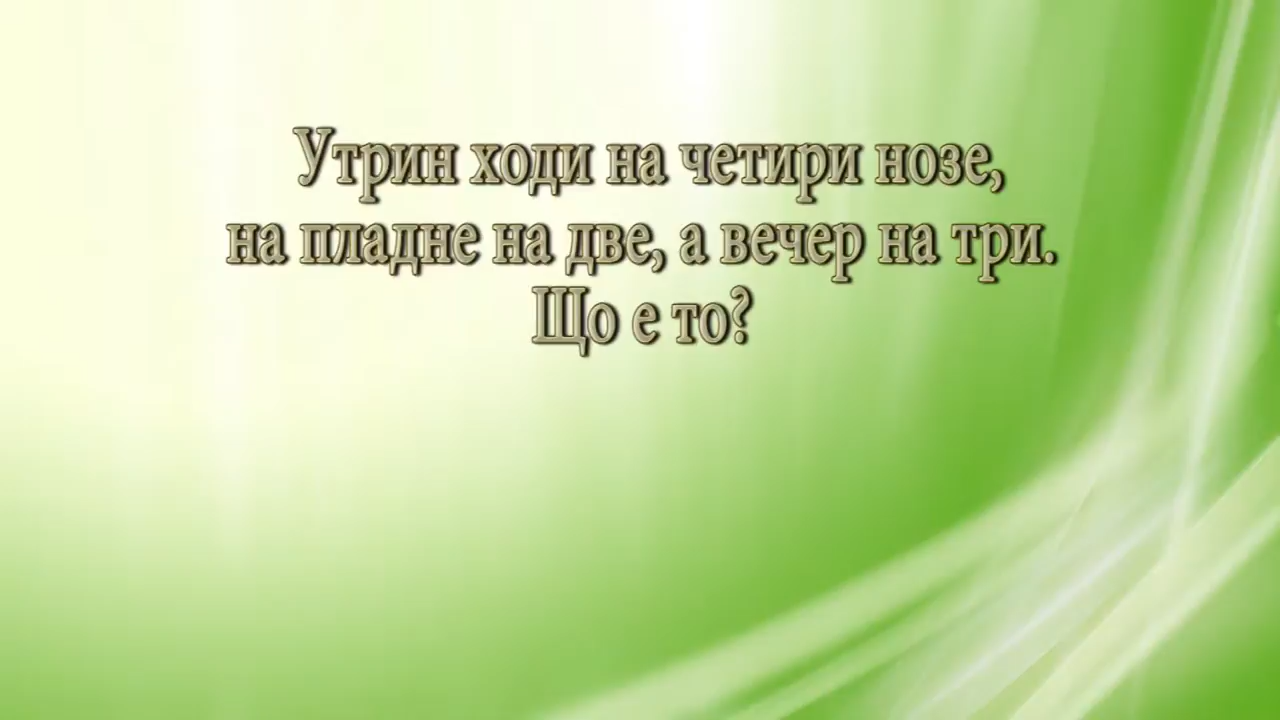 Утрин ходи на четири нозе,
на пладне на две, а вечер на три.
Що е то?